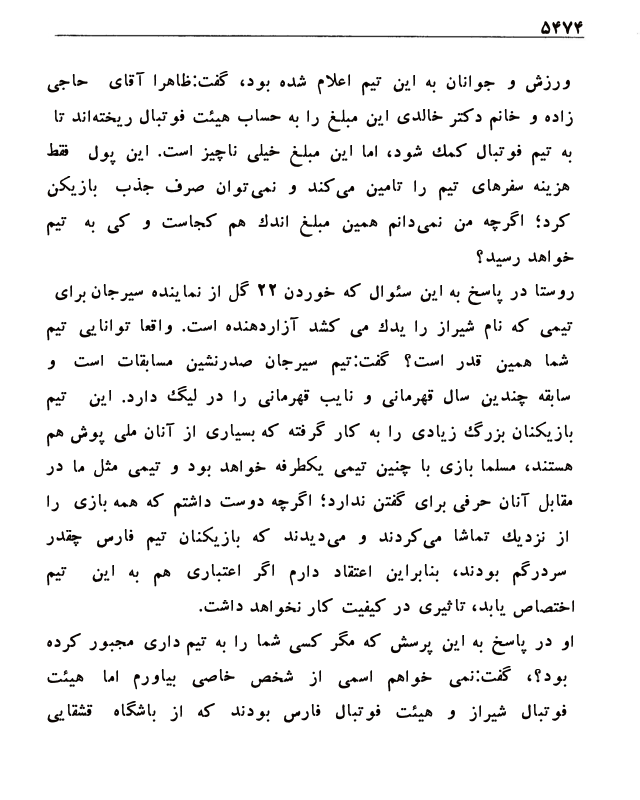 ۵۴۷۴
ورزش و جوانان به این تیم اعلام شده بود، گفت:ظاهرا آقای حاجی
زاده و خانم دکتر خالدی این مبلغ را به حساب هیئت فوتبال ریخته‌اند تا
به تیم فوتبال کمك شود، اما این مبلغ خیلی ناچیز است. این پول فقط
هزینه سفرهای تیم را تامین می‌کند و نمی‌توان صرف جذب بازیکن
کرد؛ اگرچه من نمی‌دانم همین مبلغ اندك هم کجاست و کی به تیم
خواهد رسید؟
روستا در پاسخ به این سئوال که خوردن ۲۲ گل از نماینده سیرجان برای
تیمی که نام شیراز را یدك می کشد آزاردهنده است. واقعا توانایی تیم
شما همین قدر است؟ گفت:تیم سیرجان صدرنشین مسابقات است و
سابقه چندین سال قهرمانی و نایب قهرمانی را در لیگ دارد. این تیم
بازیکنان بزرگ زیادی را به کار گرفته که بسیاری از آنان ملی پوش هم
هستند، مسلما بازی با چنین تیمی یکطرفه خواهد بود و تیمی مثل ما در
مقابل آنان حرفی برای گفتن ندارد؛ اگرچه دوست داشتم که همه بازی را
از نزدیك تماشا می‌کردند و می‌دیدند که بازیکنان تیم فارس چقدر
سردرگم بودند، بنابراین اعتقاد دارم اگر اعتباری هم به این تیم
اختصاص یابد، تاثیری در کیفیت کار نخواهد داشت.
او در پاسخ به این پرسش که مگر کسی شما را به تیم داری مجبور کرده
بود؟، گفت:نمی خواهم اسمی از شخص خاصی بیاورم اما هیئت
فوتبال شیراز و هیئت فوتبال فارس بودند که از باشگاه قشقایی